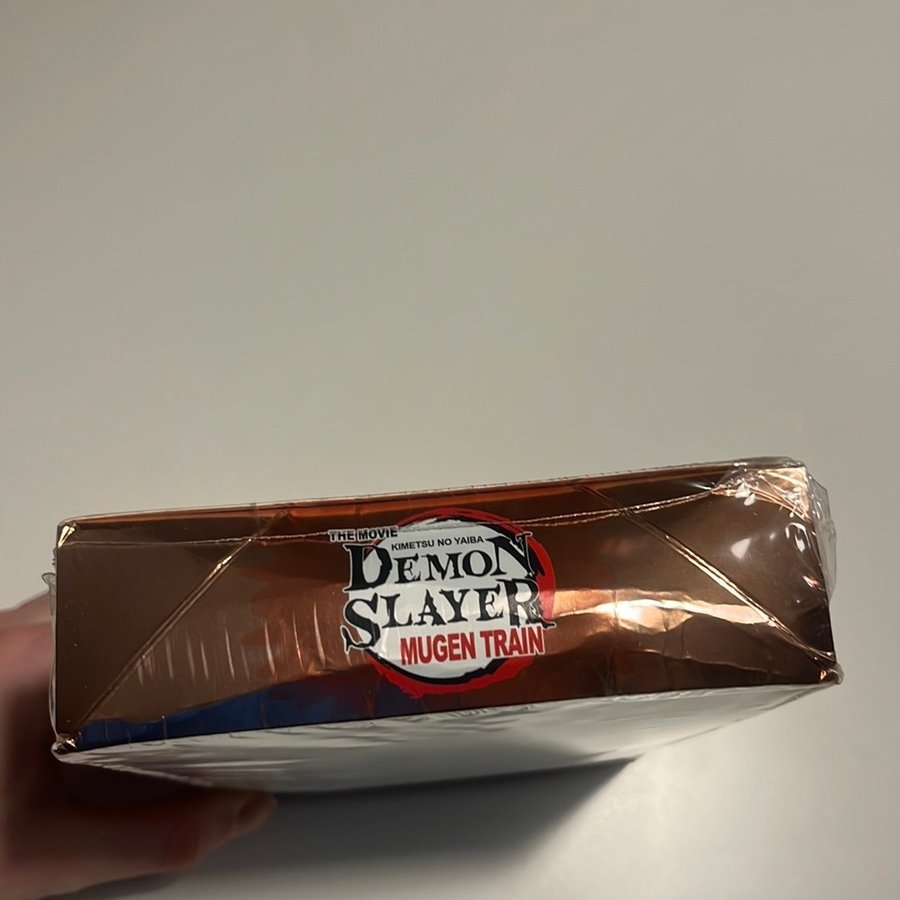 THE MOVIE
KIMETSU NO YAIBA
DEMON
SLAYER
MUGEN TRAIN